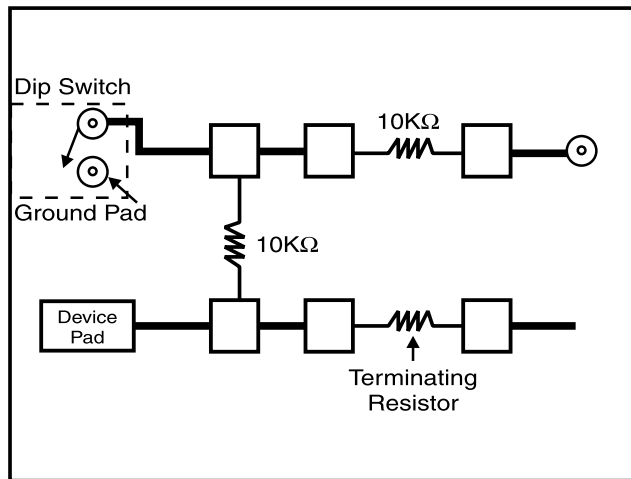 Dip Switch
10KΩ
Ground Pad
10KΩ
Device
Pad
Terminating
Resistor